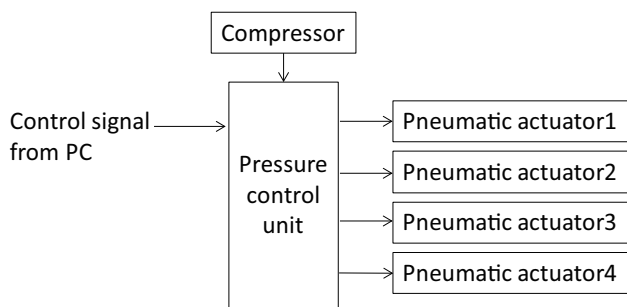 Compressor
Control signal
from PC
Pressure
control
unit
Pneumatic actuator1
Pneumatic actuator2
Pneumatic actuator3
Pneumatic actuator4